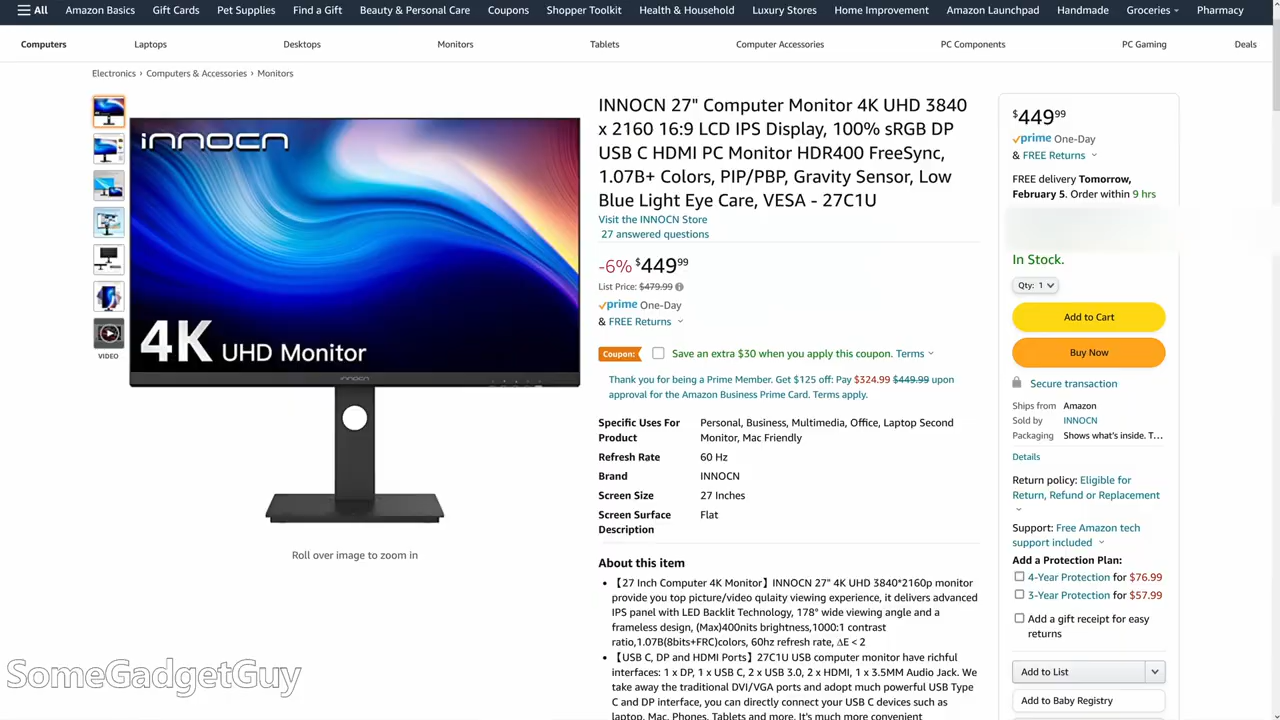 All Amazon Basics Gift Cards Pet Supplies Find a Gift Beauty & Personal Care Coupons Shopper Toolkit Health & Household Luxury Stores Home Improvement Amazon Launchpad Handmade Groceries Pharmacy
Computers Laptops Desktops Monitors Tablets Computer Accessories PC Components PC Gaming Deals
Electronics › Computers & Accessories › Monitors
INNOCN
4K UHD Monitor
INNOCN
VIDEO
Roll over image to zoom in
INNOCN 27" Computer Monitor 4K UHD 3840
x 2160 16:9 LCD IPS Display, 100% sRGB DP
USB C HDMI PC Monitor HDR400 FreeSync,
1.07B+ Colors, PIP/PBP, Gravity Sensor, Low
Blue Light Eye Care, VESA - 27C1U
Visit the INNOCN Store
27 answered questions
-6% $449⁹⁹
List Price: $479.99
prime One-Day
& FREE Returns
Coupon: Save an extra $30 when you apply this coupon. Terms
Thank you for being a Prime Member. Get $125 off: Pay $324.99 $449.99 upon
approval for the Amazon Business Prime Card. Terms apply.
Specific Uses For Personal, Business, Multimedia, Office, Laptop Second
Product Monitor, Mac Friendly
Refresh Rate 60 Hz
Brand INNOCN
Screen Size 27 Inches
Screen Surface Flat
Description
About this item
• 【27 Inch Computer 4K Monitor】INNOCN 27" 4K UHD 3840*2160p monitor
provide you top picture/video qulaity viewing experience, it delivers advanced
IPS panel with LED Backlit Technology, 178° wide viewing angle and a
frameless design, (Max)400nits brightness,1000:1 contrast
ratio,1.07B(8bits+FRC)colors, 60hz refresh rate, ΔE < 2
• 【USB C, DP and HDMI Ports】27C1U USB computer monitor have richful
interfaces: 1 x DP, 1 x USB C, 2 x USB 3.0, 2 x HDMI, 1 x 3.5MM Audio Jack. We
take away the traditional DVI/VGA ports and adopt much powerful USB Type
C and DP interface, you can directly connect your USB C devices such as
laptop, Mac, Phones, Tablets and more. It's much more convenient
$449⁹⁹
prime One-Day
& FREE Returns
FREE delivery Tomorrow,
February 5. Order within 9 hrs
In Stock.
Qty: 1
Add to Cart
Buy Now
Secure transaction
Ships from Amazon
Sold by INNOCN
Packaging Shows what's inside. T...
Details
Return policy: Eligible for
Return, Refund or Replacement
Support: Free Amazon tech
support included
Add a Protection Plan:
4-Year Protection for $76.99
3-Year Protection for $57.99
Add a gift receipt for easy
returns
Add to List
Add to Baby Registry
SomeGadgetGuy